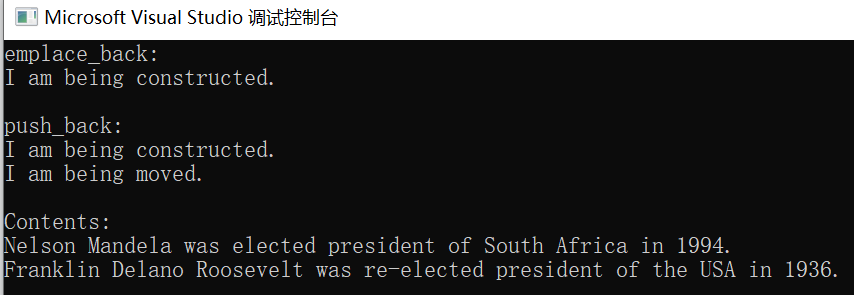 Microsoft Visual Studio 调试控制台
emplace_back:
I am being constructed.
push_back:
I am being constructed.
I am being moved.
Contents:
Nelson Mandela was elected president of South Africa in 1994.
Franklin Delano Roosevelt was re-elected president of the USA in 1936.